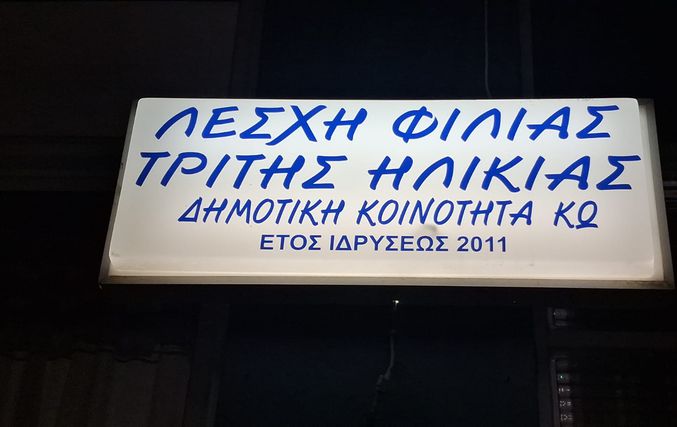 ΛΕΣΧΗ ΦΙΛΙΑΣ
ΤΡΙΤΗΣ ΗΛΙΚΙΑΣ
ΔΗΜΟΤΙΚΗ ΚΟΙΝΟΤΗΤΑ ΚΩ
ΕΤΟΣ ΙΔΡΥΣΕΩΣ 2011